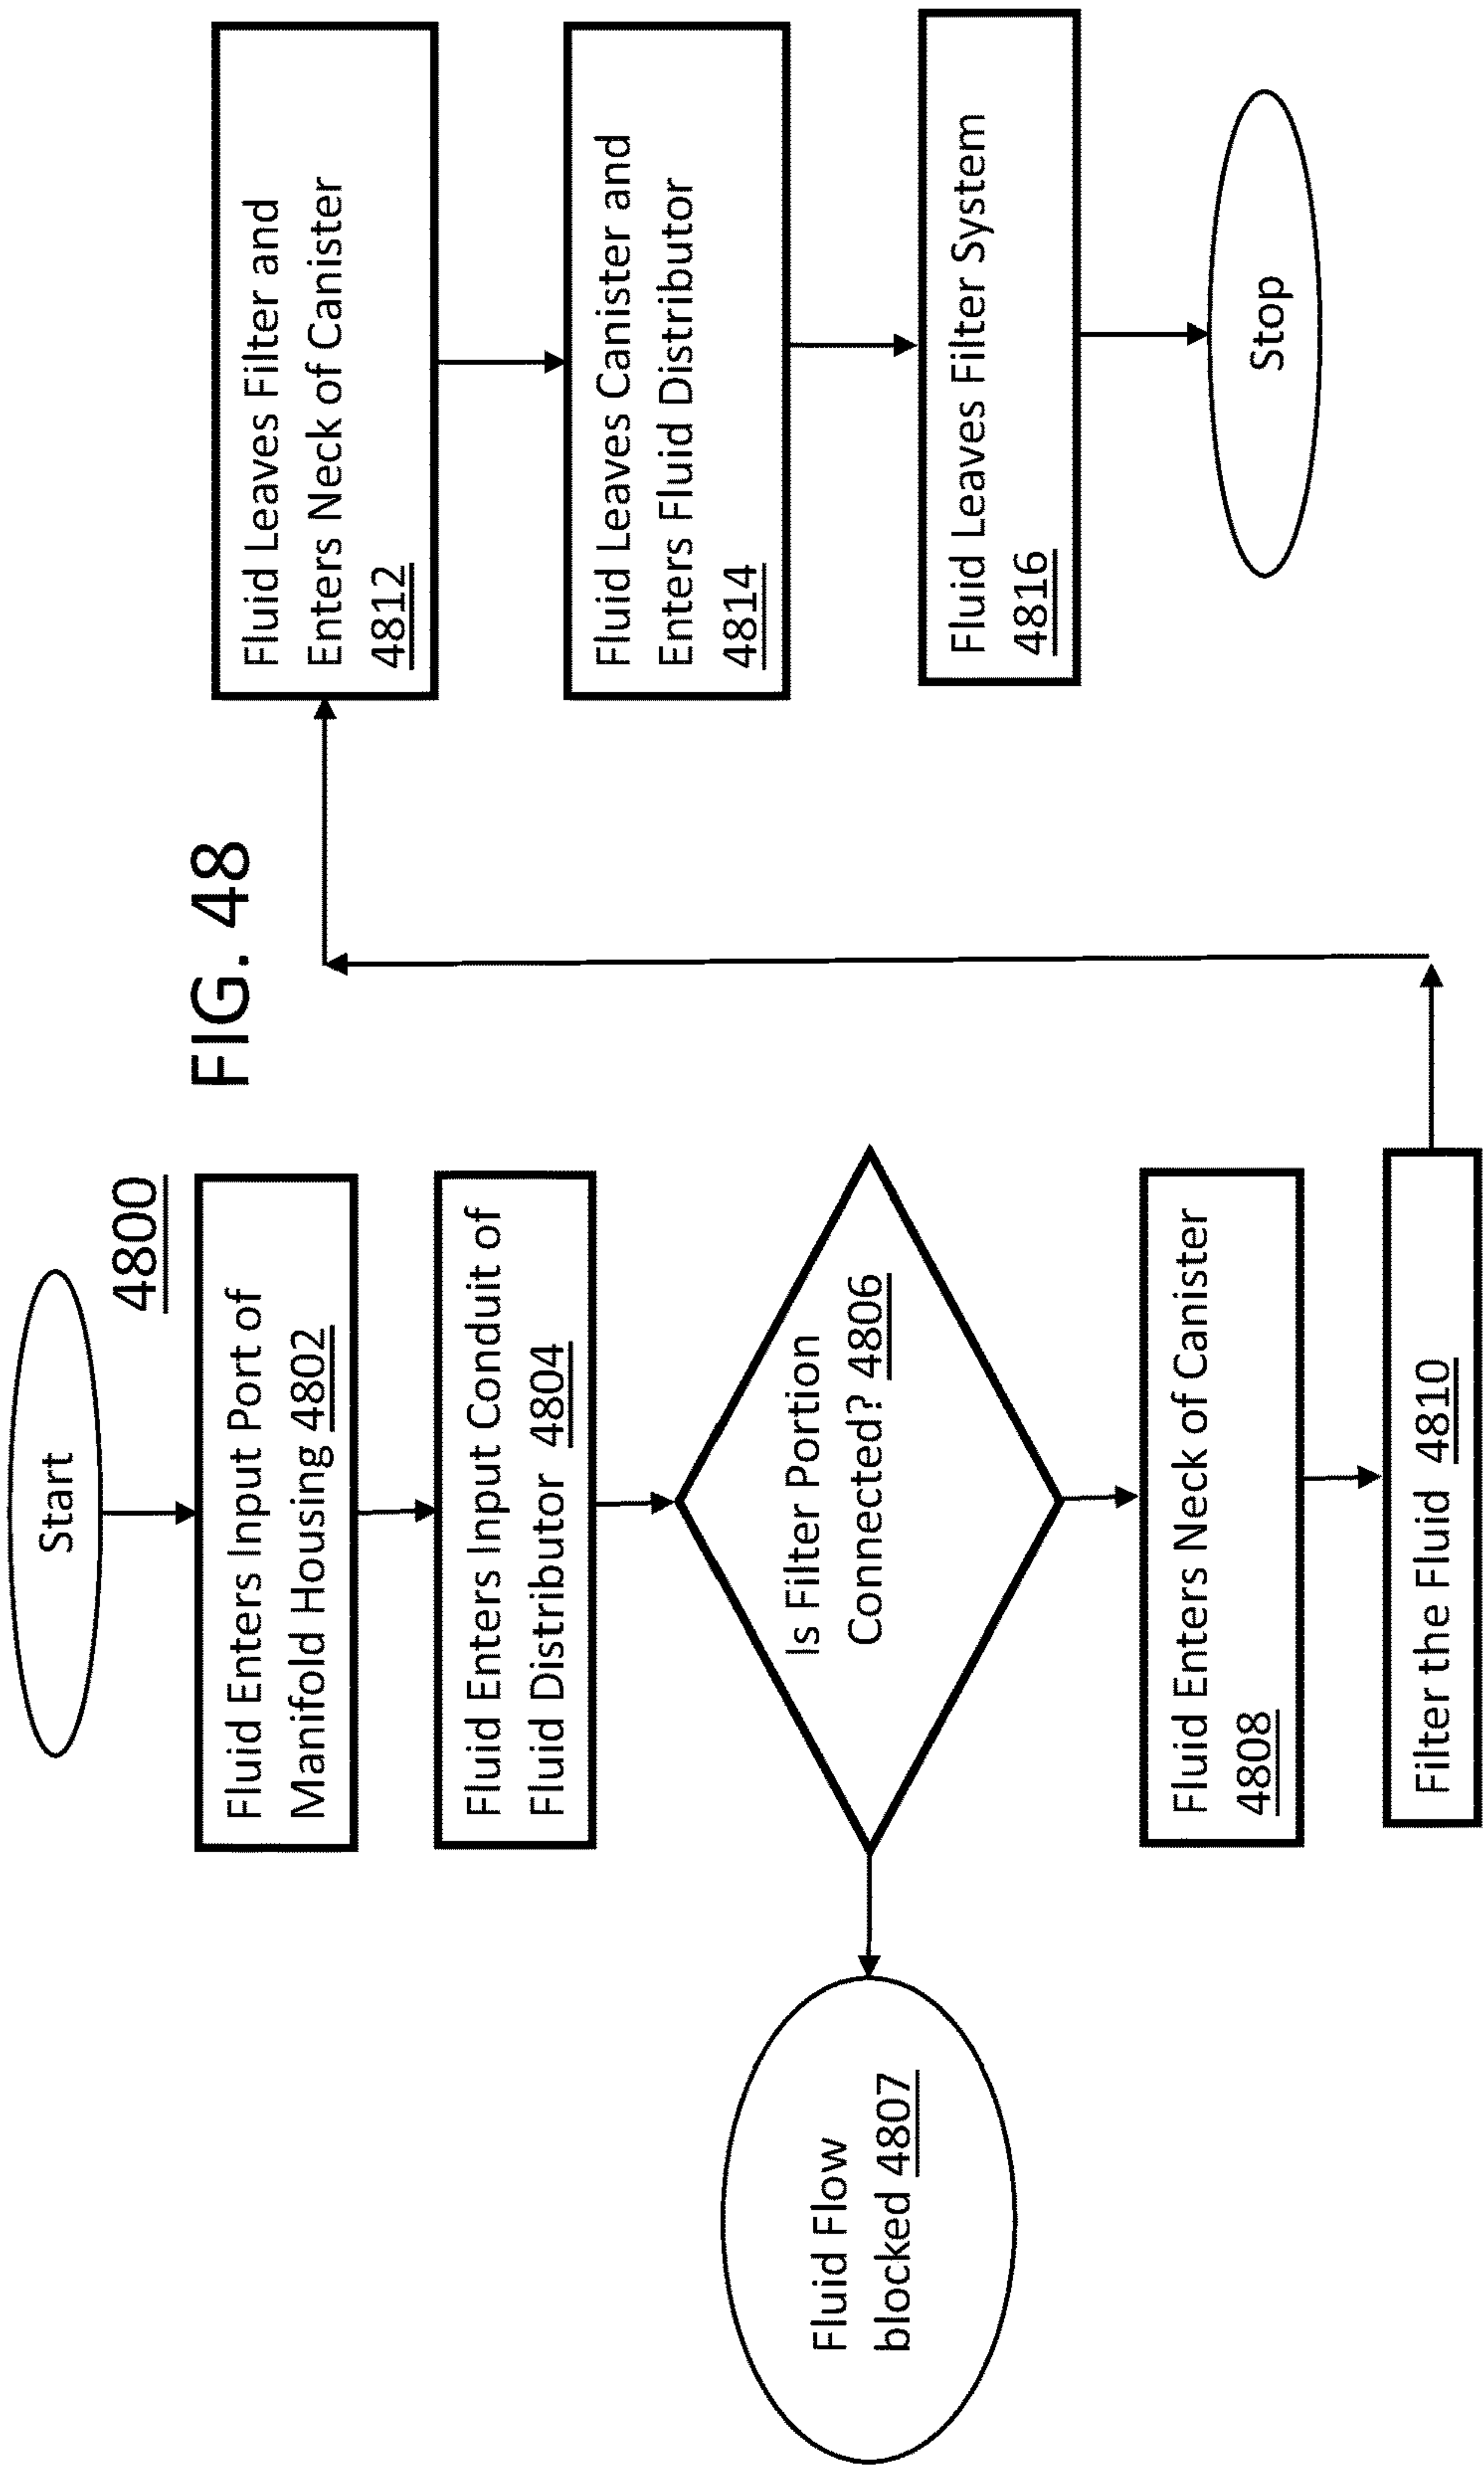 FIG. 48
4800
Start
Fluid Enters Input Port of
Manifold Housing 4802
Fluid Enters Input Conduit of
Fluid Distributor 4804
Is Filter Portion
Connected? 4806
Fluid Flow
blocked 4807
Fluid Enters Neck of Canister
4808
Filter the Fluid 4810
Fluid Leaves Filter and
Enters Neck of Canister
4812
Fluid Leaves Canister and
Enters Fluid Distributor
4814
Fluid Leaves Filter System
4816
Stop